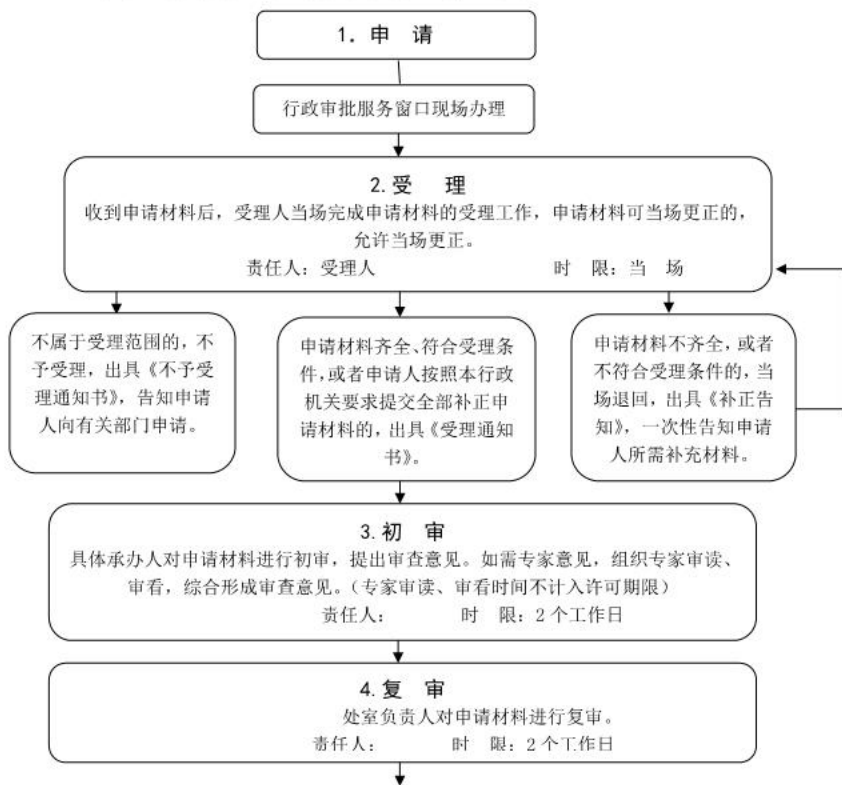 1. 申 请
行政审批服务窗口现场办理
2. 受 理
收到申请材料后，受理人当场完成申请材料的受理工作，申请材料可当场更正的，
允许当场更正。
责任人：受理人 时 限：当 场
不属于受理范围的，不
予受理，出具《不予受
理通知书》，告知申请
人向有关部门申请。
申请材料齐全、符合受理条
件，或者申请人按照本行政
机关要求提交全部补正申
请材料的，出具《受理通知
书》。
申请材料不齐全，或者
不符合受理条件的，当
场退回，出具《补正告
知》，一次性告知申请
人所需补充材料。
3. 初 审
具体承办人对申请材料进行初审，提出审查意见。如需专家意见，组织专家审读、
审看，综合形成审查意见。（专家审读、审看时间不计入许可期限）
责任人： 时 限：2 个工作日
4. 复 审
处室负责人对申请材料进行复审。
责任人： 时 限：2 个工作日